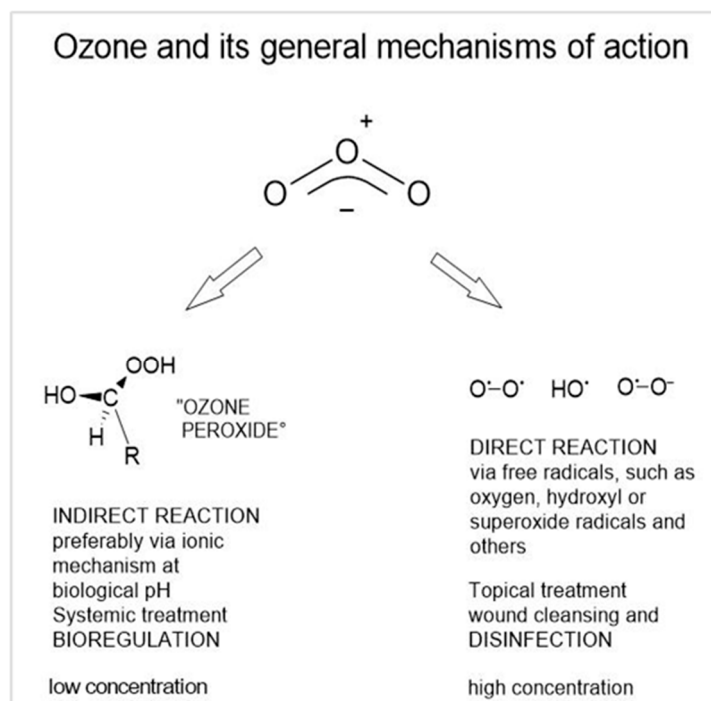 Ozone and its general mechanisms of action
+
O
O O
−
OOH
HO C
H
R
"OZONE
PEROXIDE°
INDIRECT REACTION
preferably via ionic
mechanism at
biological pH
Systemic treatment
BIOREGULATION
low concentration
O•–O• HO• O•–O⁻
DIRECT REACTION
via free radicals, such as
oxygen, hydroxyl or
superoxide radicals and
others
Topical treatment
wound cleansing and
DISINFECTION
high concentration